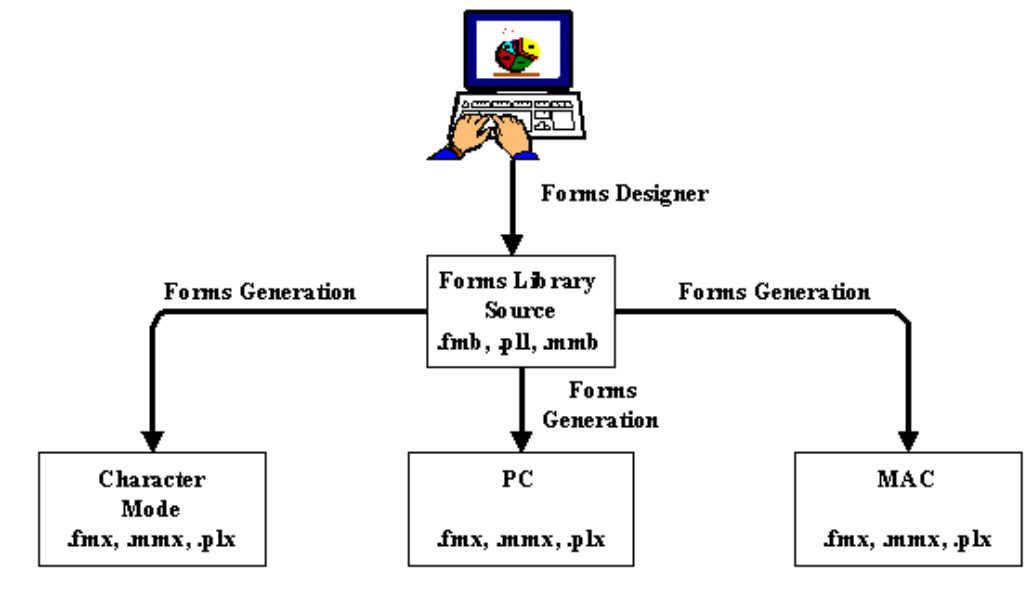 Forms Designer
Forms Library
Source
.fmb, .pll, .mmb
Forms Generation
Forms Generation
Forms
Generation
Character
Mode
.fmx, .mmx, .plx
PC
.fmx, .mmx, .plx
MAC
.fmx, .mmx, .plx